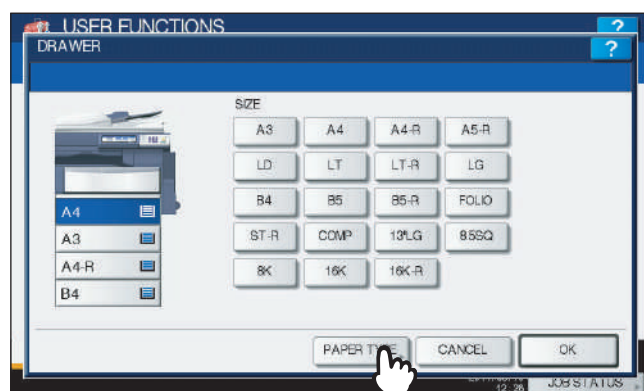 USER FUNCTIONS ?
DRAWER ?
SIZE
A3 A4 A4-R A5-R
LD LT LT-R LG
B4 B5 B5-R FOLIO
ST-R COMP 13"LG 8.5SQ
8K 16K 16K-R
A4
A3
A4-R
B4
PAPER CANCEL OK
JOB STATUS